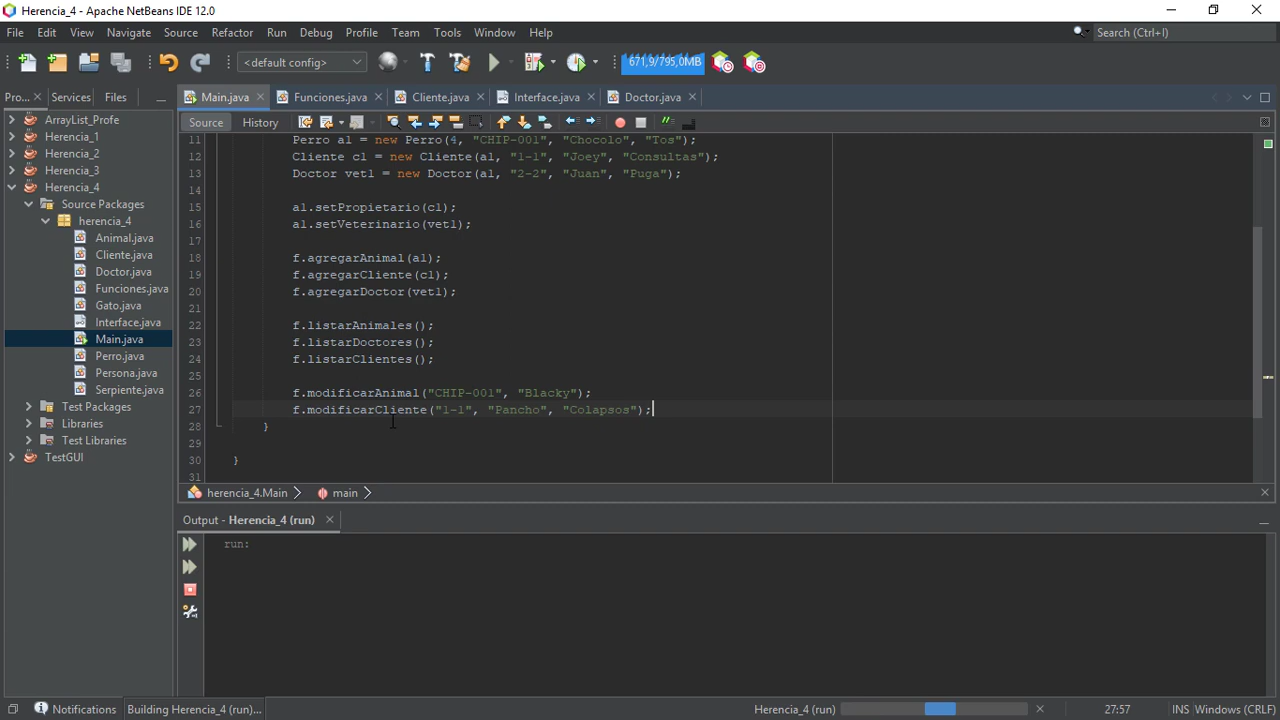 Herencia_4 - Apache NetBeans IDE 12.0
File Edit View Navigate Source Refactor Run Debug Profile Team Tools Window Help
Search (Ctrl+I)
<default config>
671,9/795,0MB
Pro... Services Files
Main.java Funciones.java Cliente.java Interface.java Doctor.java
Source History
ArrayList_Profe
Herencia_1
Herencia_2
Herencia_3
Herencia_4
Source Packages
herencia_4
Animal.java
Cliente.java
Doctor.java
Funciones.java
Gato.java
Interface.java
Main.java
Perro.java
Persona.java
Serpiente.java
Test Packages
Libraries
Test Libraries
TestGUI
11 Perro a1 = new Perro(4, "CHIP-001", "Chocolo", "Tos");
12 Cliente c1 = new Cliente(a1, "1-1", "Joey", "Consultas");
13 Doctor vet1 = new Doctor(a1, "2-2", "Juan", "Puga");
14
15 a1.setPropietario(c1);
16 a1.setVeterinario(vet1);
17
18 f.agregarAnimal(a1);
19 f.agregarCliente(c1);
20 f.agregarDoctor(vet1);
21
22 f.listarAnimales();
23 f.listarDoctores();
24 f.listarClientes();
25
26 f.modificarAnimal("CHIP-001", "Blacky");
27 f.modificarCliente("1-1", "Pancho", "Colapsos");
28 }
29
30 }
31
herencia_4.Main main
Output - Herencia_4 (run)
run:
Notifications Building Herencia_4 (run)... Herencia_4 (run) 27:57 INS Windows (CRLF)